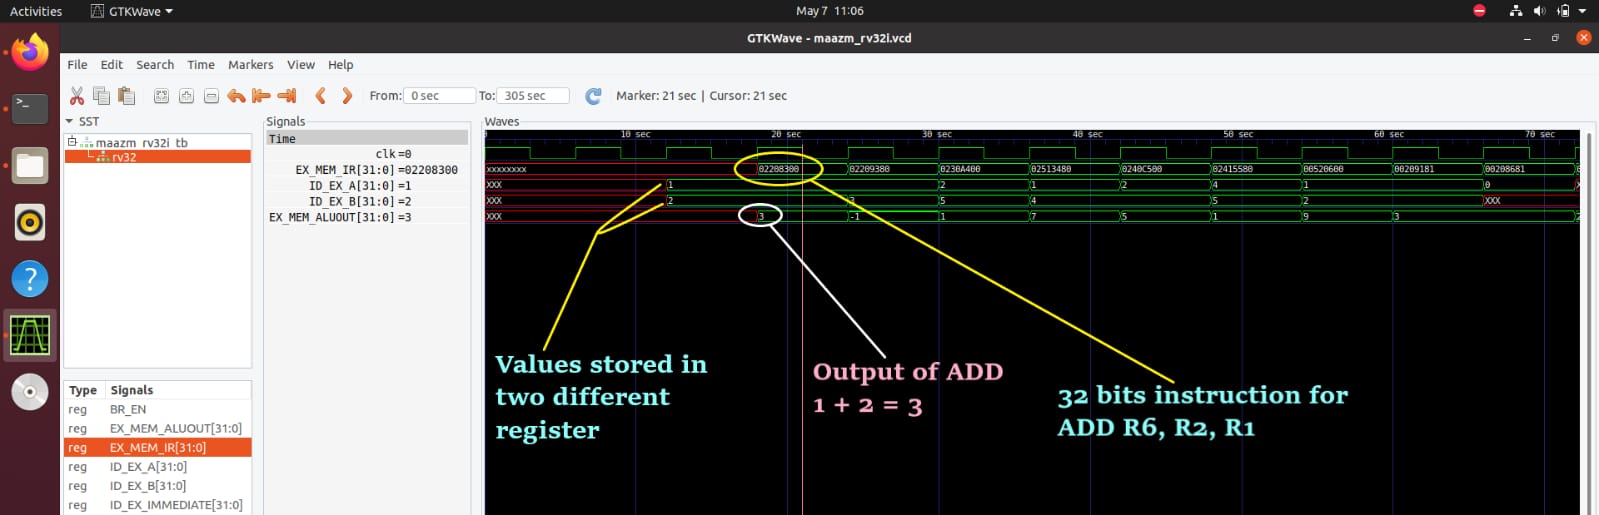 Activities GTKWave May 7 11:06
GTKWave - maazm_rv32i.vcd
File Edit Search Time Markers View Help
From: 0 sec To: 305 sec Marker: 21 sec | Cursor: 21 sec
SST
maazm_rv32i_tb
rv32
Type Signals
reg BR_EN
reg EX_MEM_ALUOUT[31:0]
reg EX_MEM_IR[31:0]
reg ID_EX_A[31:0]
reg ID_EX_B[31:0]
reg ID_EX_IMMEDIATE[31:0]
Signals
Time
clk=0
EX_MEM_IR[31:0]=02208300
ID_EX_A[31:0]=1
ID_EX_B[31:0]=2
EX_MEM_ALUOUT[31:0]=3
Waves
0 10 sec 20 sec 30 sec 40 sec 50 sec 60 sec 70 sec
xxxxxxxx 02208300 02209380 0230A400 02513480 0240C500 02415580 00520600 00209181 00208681
XXX 1 2 1 2 4 1 0
XXX 2 5 4 5 2 XXX
XXX 3 -1 1 7 5 1 9 3 2
Values stored in
two different
register
Output of ADD
1 + 2 = 3
32 bits instruction for
ADD R6, R2, R1